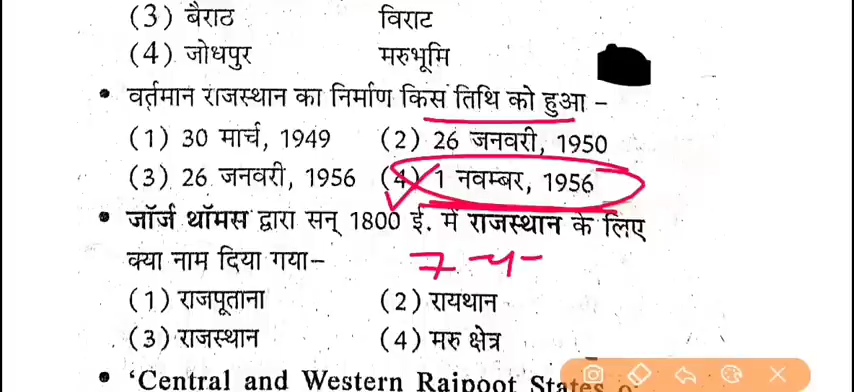 (3) बैराठ विराट
(4) जोधपुर मरुभूमि
• वर्तमान राजस्थान का निर्माण किस तिथि को हुआ –
(1) 30 मार्च, 1949 (2) 26 जनवरी, 1950
(3) 26 जनवरी, 1956 (4) 1 नवम्बर, 1956
• जॉर्ज थॉमस द्वारा सन् 1800 ई. में राजस्थान के लिए
क्या नाम दिया गया–
(1) राजपूताना (2) रायथान
(3) राजस्थान (4) मरु क्षेत्र
• 'Central and Western Rajpoot States o